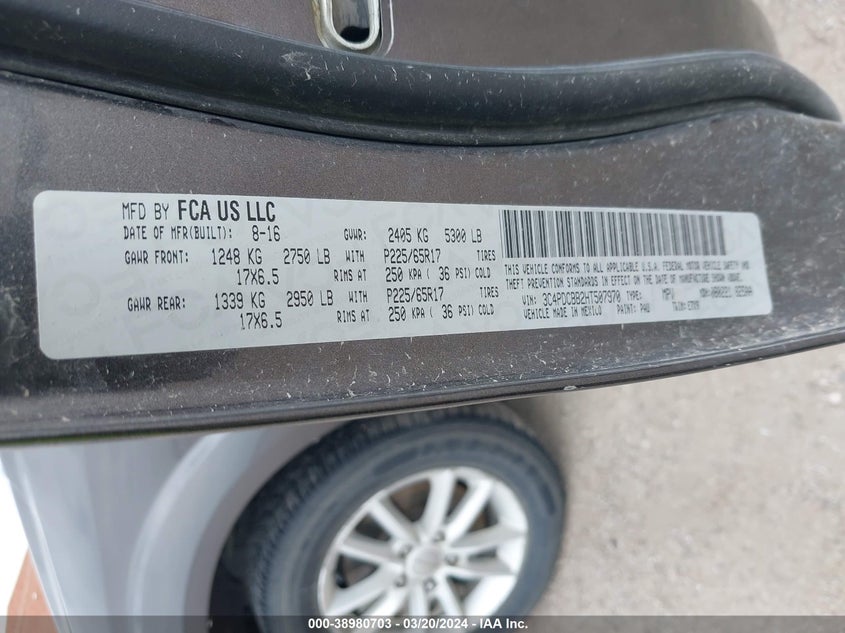 MFD BY FCA US LLC
DATE OF MFR(BUILT): 8-16 GVWR: 2405 KG 5300 LB
GAWR FRONT: 1248 KG 2750 LB WITH P225/65R17 TIRES
17X6.5 RIMS AT 250 KPA ( 36 PSI) COLD
GAWR REAR: 1339 KG 2950 LB WITH P225/65R17 TIRES
17X6.5 RIMS AT 250 KPA ( 36 PSI) COLD
THIS VEHICLE CONFORMS TO ALL APPLICABLE U.S.A. FEDERAL MOTOR VEHICLE SAFETY AND
THEFT PREVENTION STANDARDS IN EFFECT ON THE DATE OF MANUFACTURE SHOWN ABOVE.
VIN: 3C4PDCBB2HT507970 TYPE: MPV MDH:
VEHICLE MADE IN MEXICO PAINT: PAU TRIM:
000-38980703 — 03/20/2024 — IAA Inc.